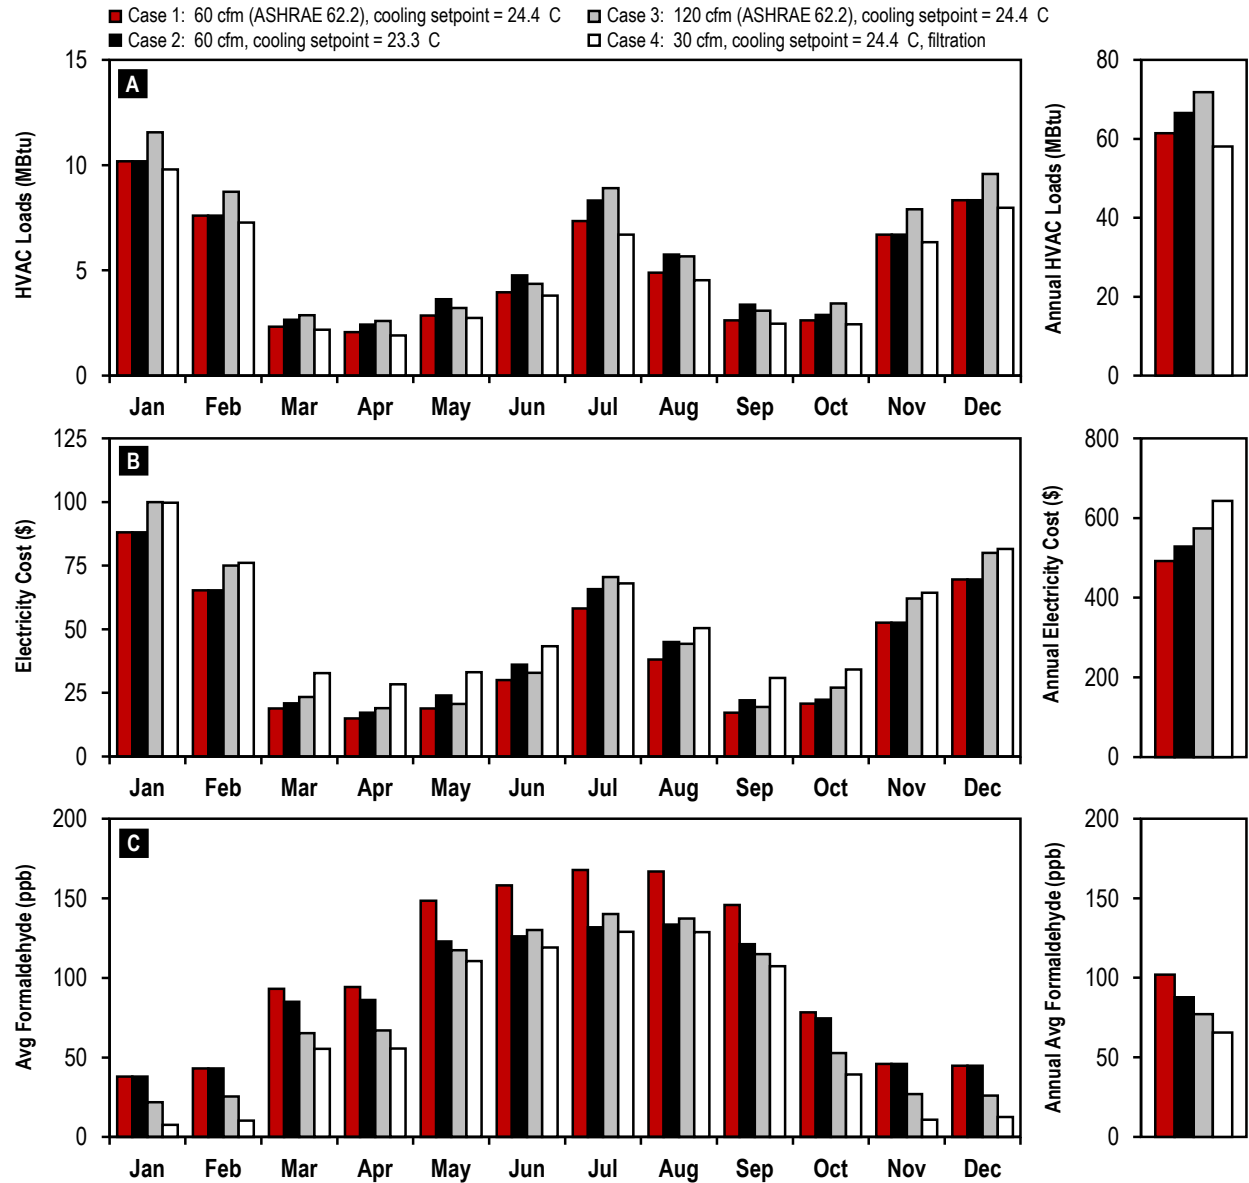 Case 1: 60 cfm (ASHRAE 62.2), cooling setpoint = 24.4 C
Case 3: 120 cfm (ASHRAE 62.2), cooling setpoint = 24.4 C
Case 2: 60 cfm, cooling setpoint = 23.3 C
Case 4: 30 cfm, cooling setpoint = 24.4 C, filtration
A
HVAC Loads (MBtu)
15
10
5
0
Jan Feb Mar Apr May Jun Jul Aug Sep Oct Nov Dec
Annual HVAC Loads (MBtu)
80
60
40
20
0
B
Electricity Cost ($)
125
100
75
50
25
0
Jan Feb Mar Apr May Jun Jul Aug Sep Oct Nov Dec
Annual Electricity Cost ($)
800
600
400
200
0
C
Avg Formaldehyde (ppb)
200
150
100
50
0
Jan Feb Mar Apr May Jun Jul Aug Sep Oct Nov Dec
Annual Avg Formaldehyde (ppb)
200
150
100
50
0